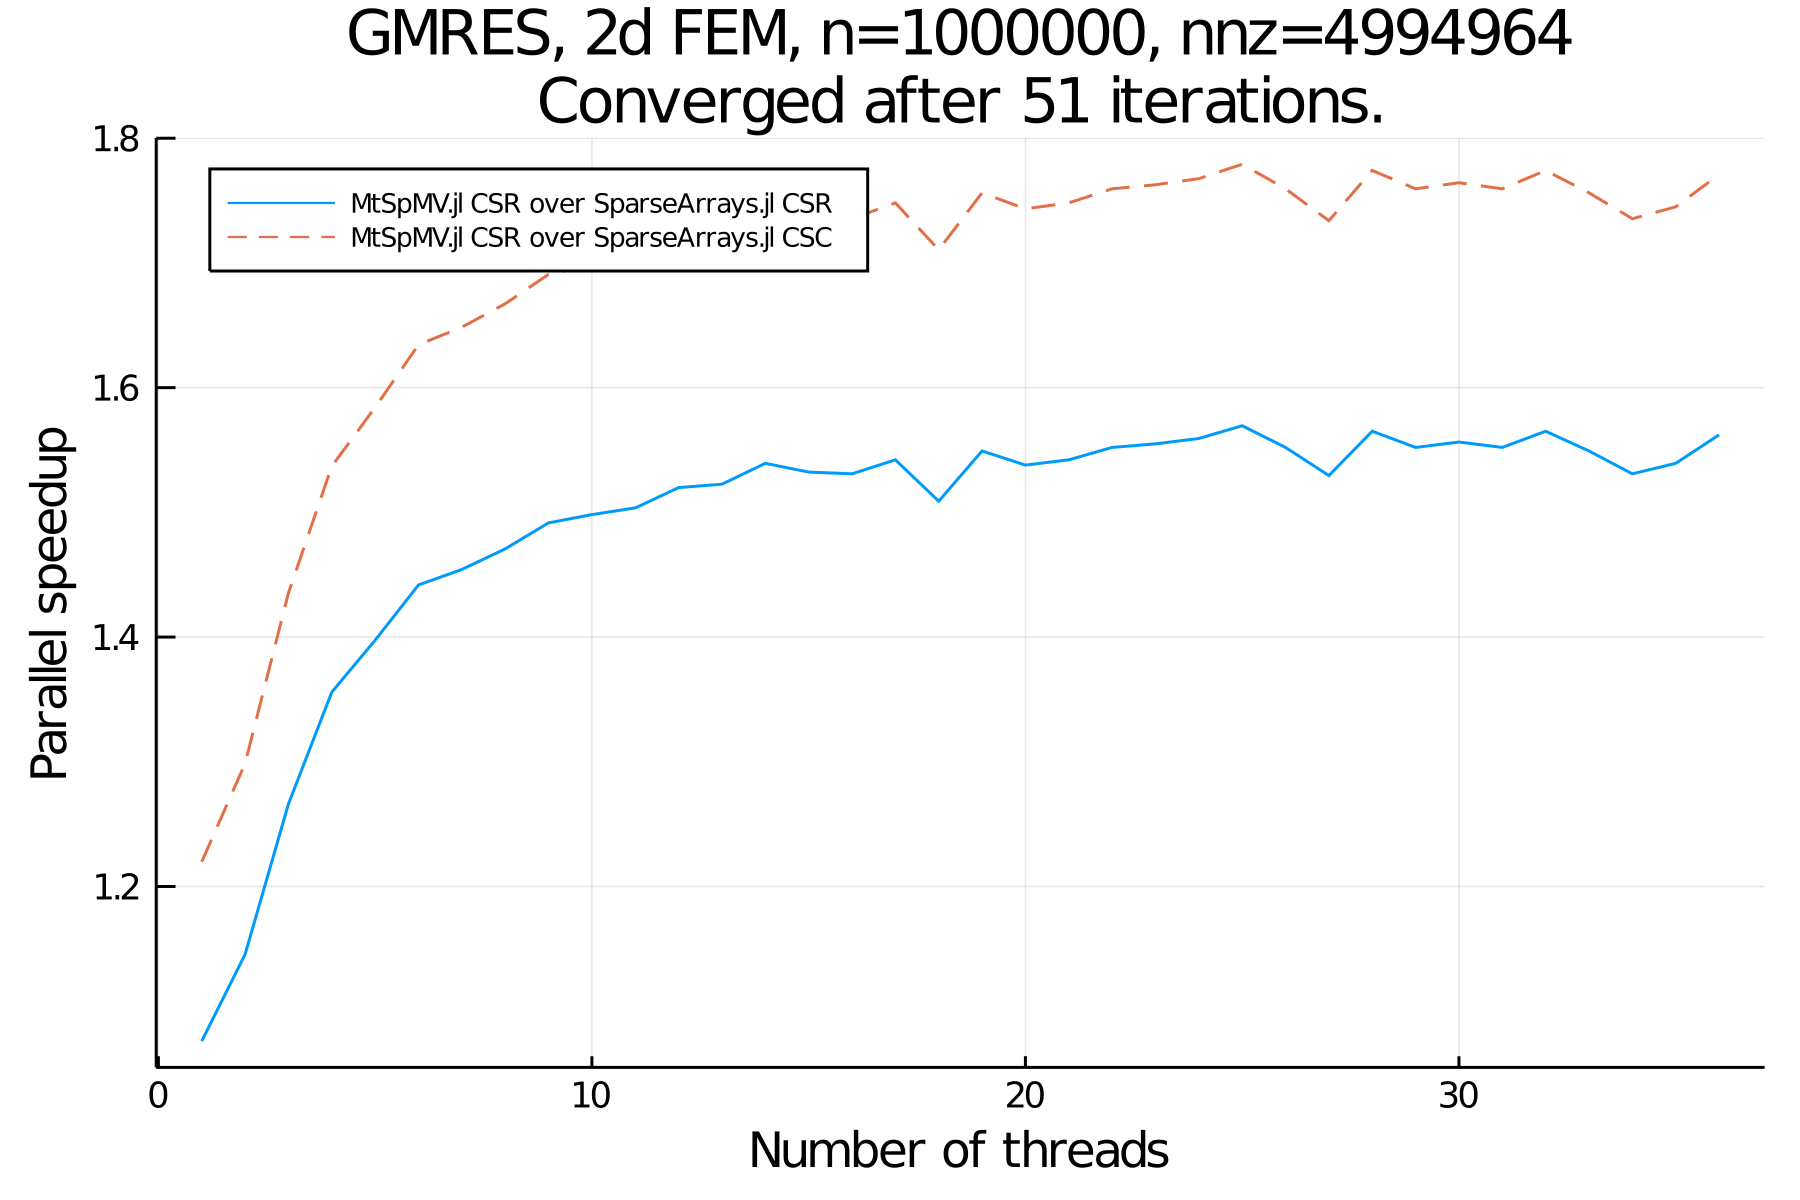 GMRES, 2d FEM, n=1000000, nnz=4994964
Converged after 51 iterations.
1.8
MtSpMV.jl CSR over SparseArrays.jl CSR
MtSpMV.jl CSR over SparseArrays.jl CSC
1.6
1.4
1.2
Parallel speedup
0 10 20 30
Number of threads